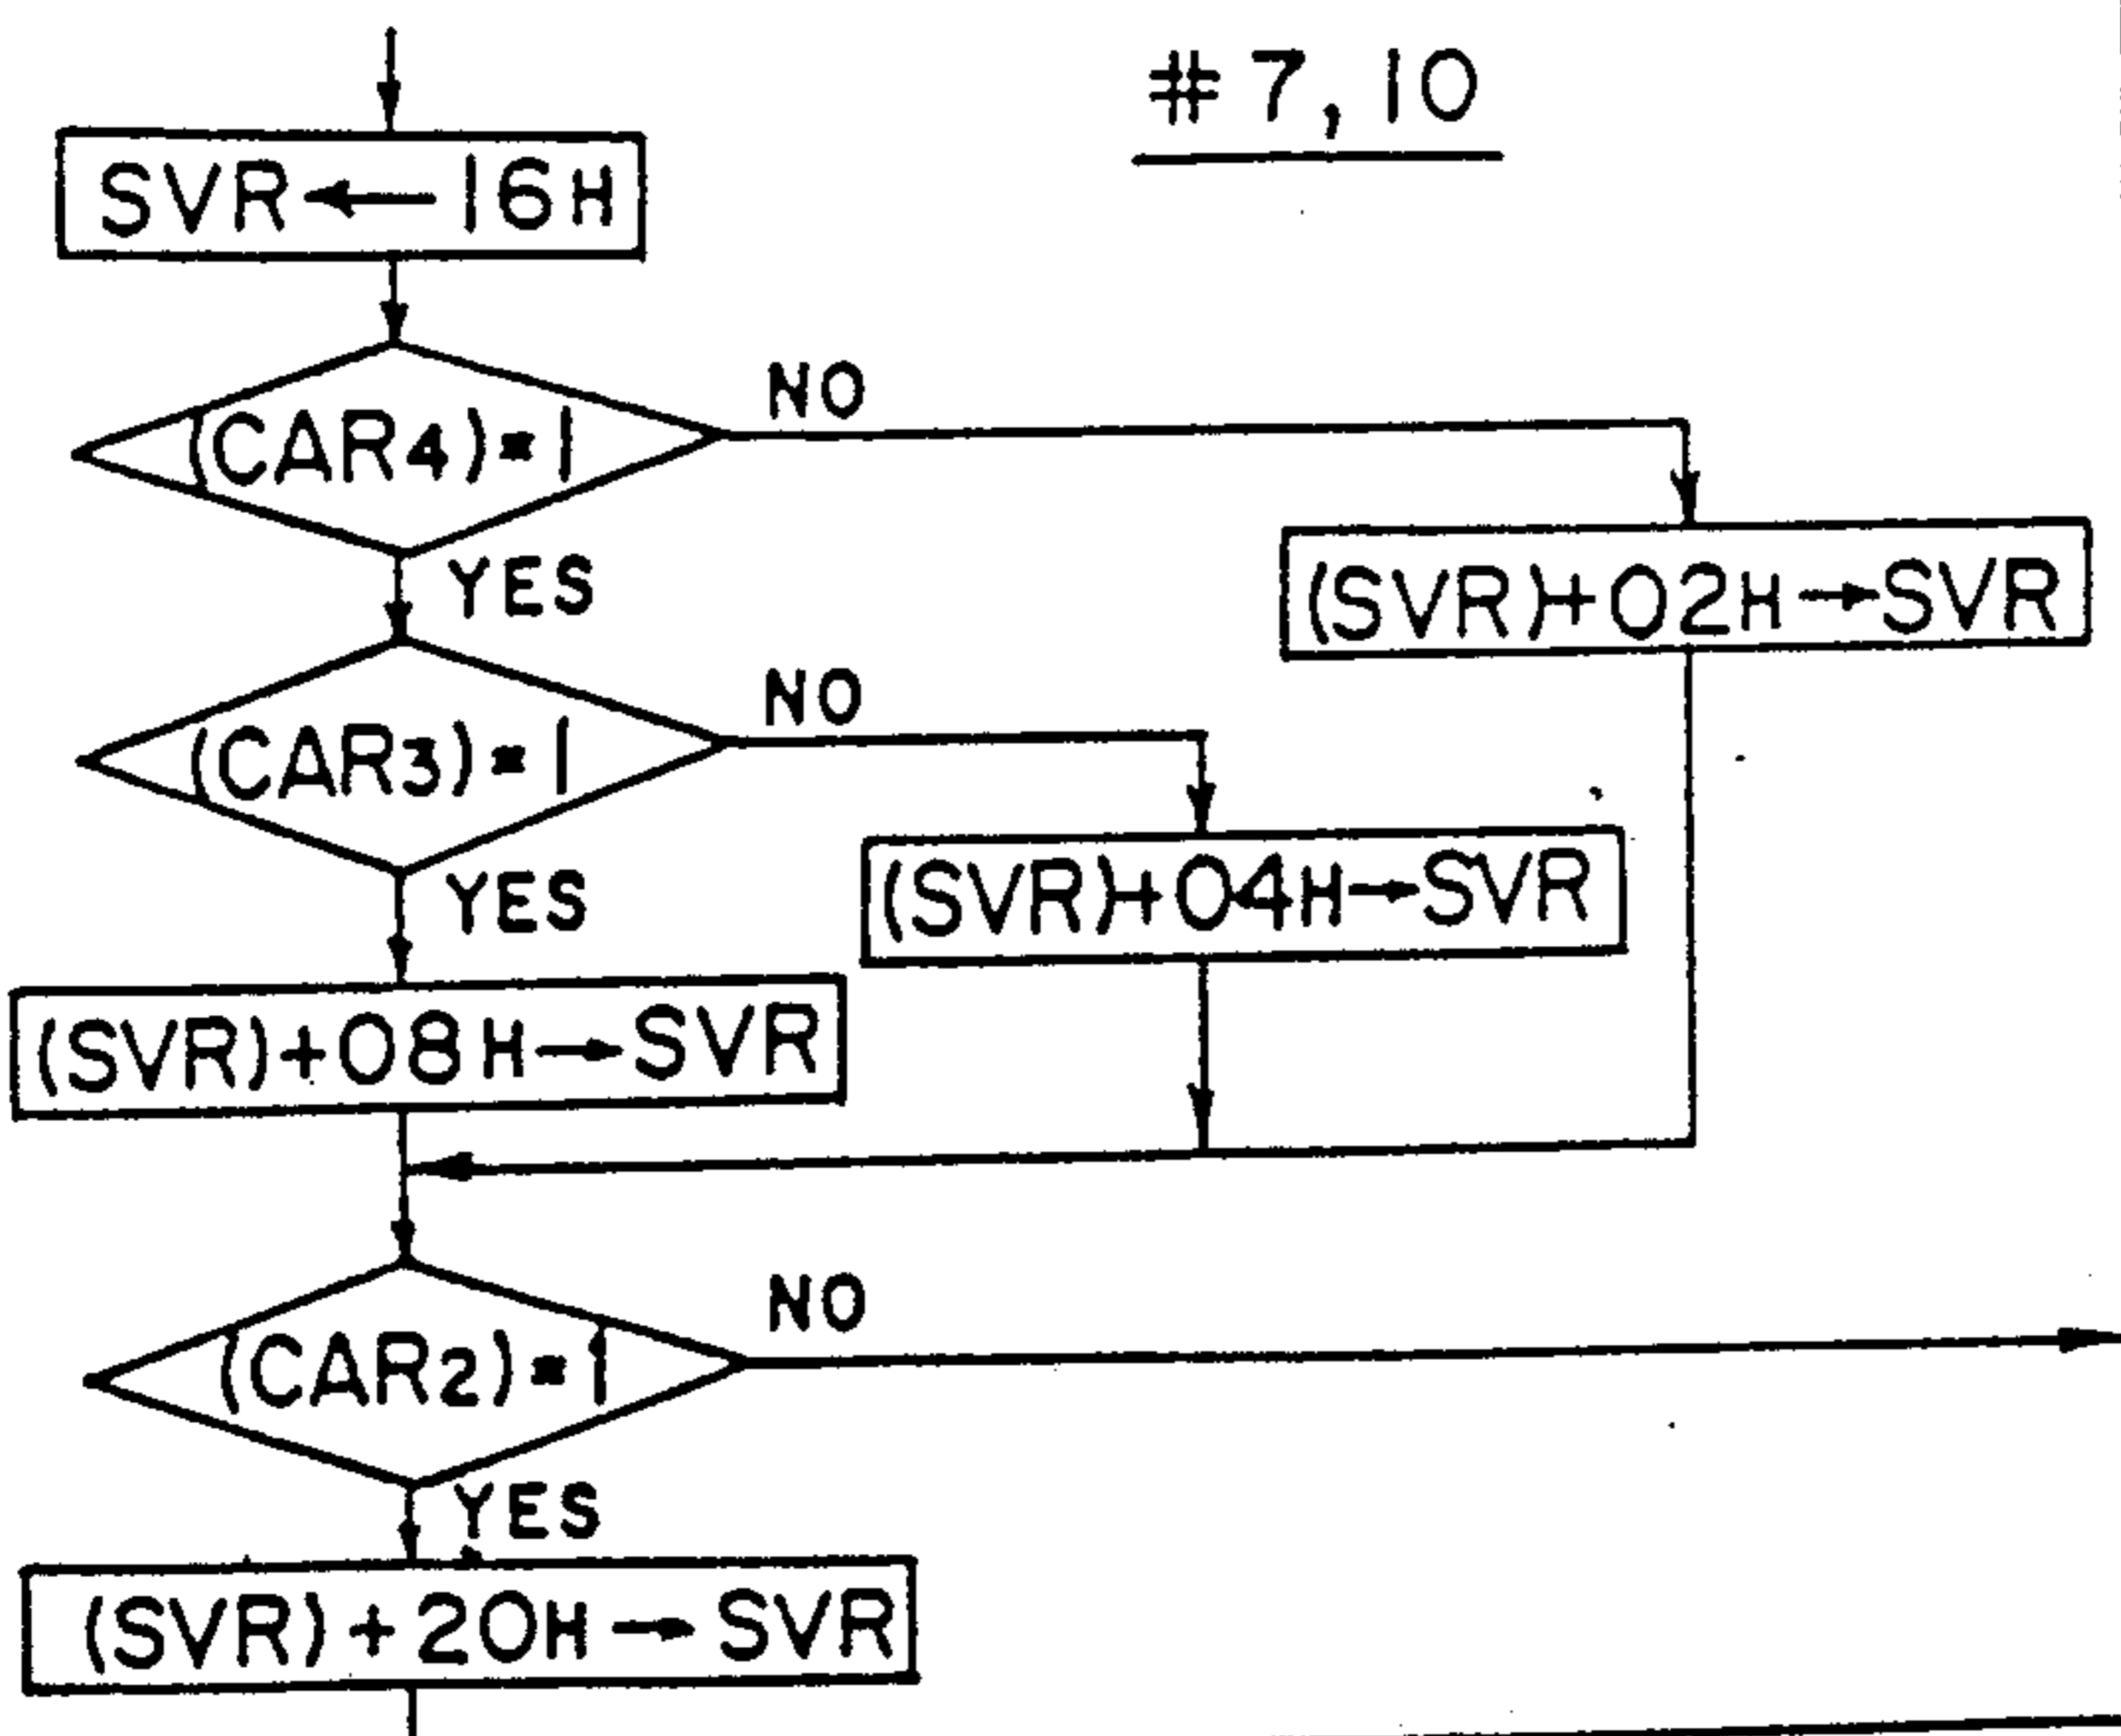 # 7, 10
SVR ← 16H
(CAR4) = 1
NO
YES
(SVR)+02H→SVR
(CAR3) = 1
NO
YES
(SVR)+04H→SVR
(SVR)+08H→SVR
(CAR2) = 1
NO
YES
(SVR)+20H→SVR